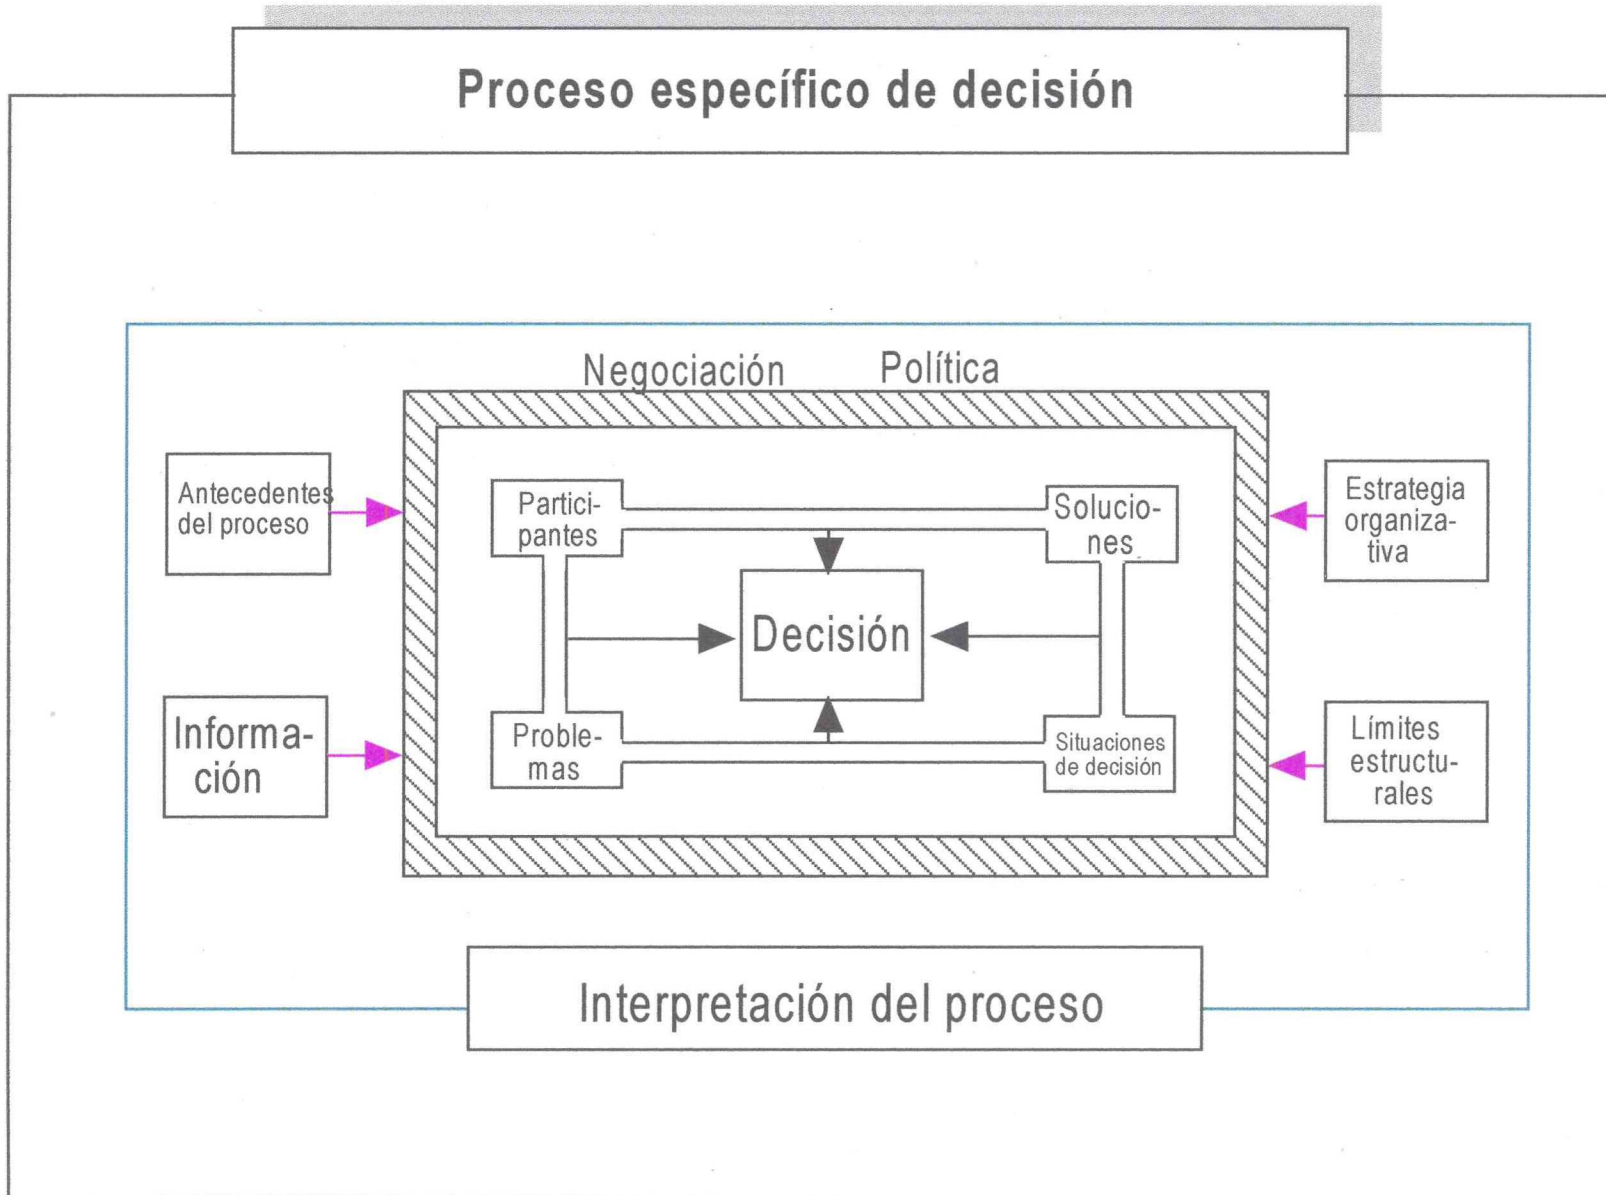 Proceso específico de decisión
Negociación
Política
Antecedentes
del proceso
Informa-
ción
Partici-
pantes
Solucio-
nes
Decisión
Proble-
mas
Situaciones
de decisión
Estrategia
organiza-
tiva
Límites
estructu-
rales
Interpretación del proceso